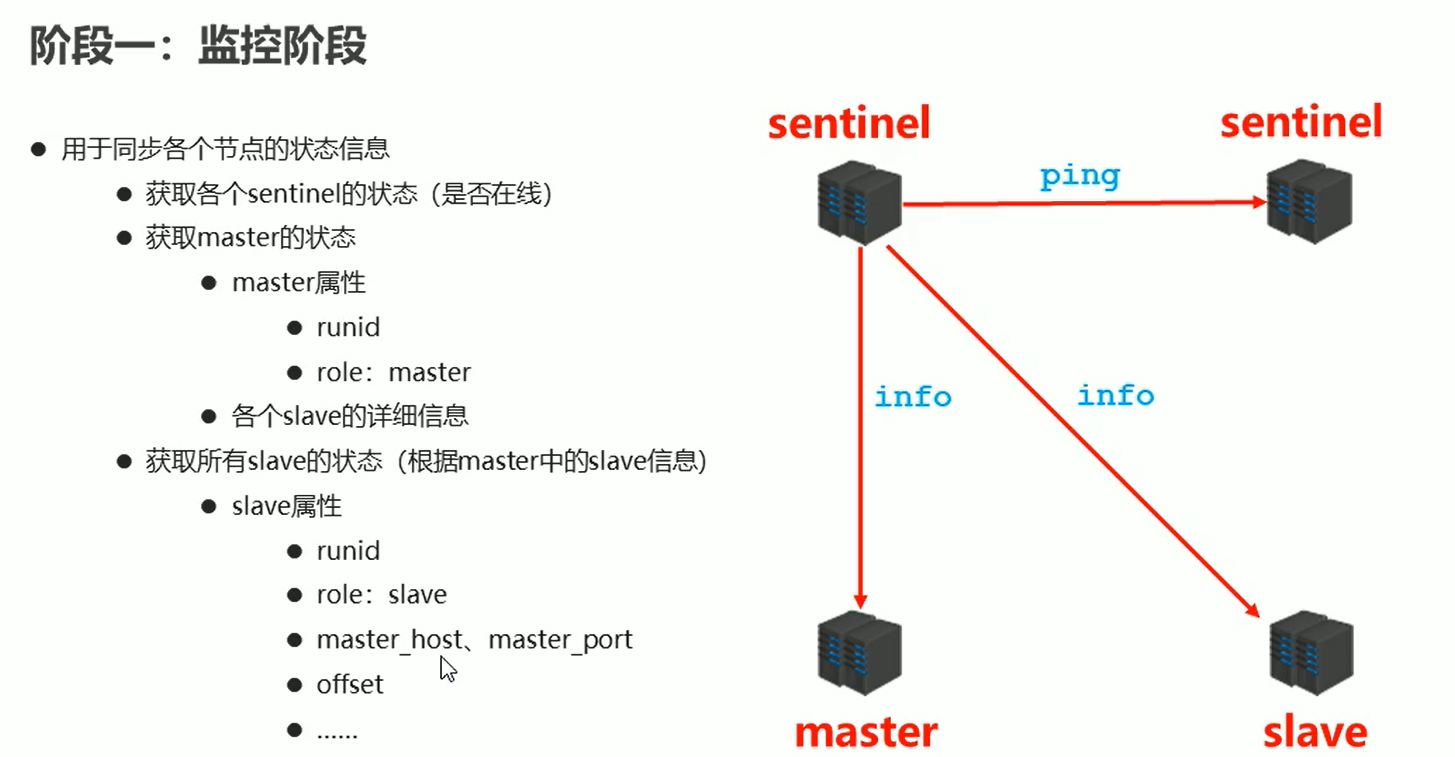 阶段一：监控阶段
用于同步各个节点的状态信息
获取各个sentinel的状态（是否在线）
获取master的状态
master属性
runid
role：master
各个slave的详细信息
获取所有slave的状态（根据master中的slave信息）
slave属性
runid
role：slave
master_host、master_port
offset
......
sentinel
sentinel
ping
info
info
master
slave